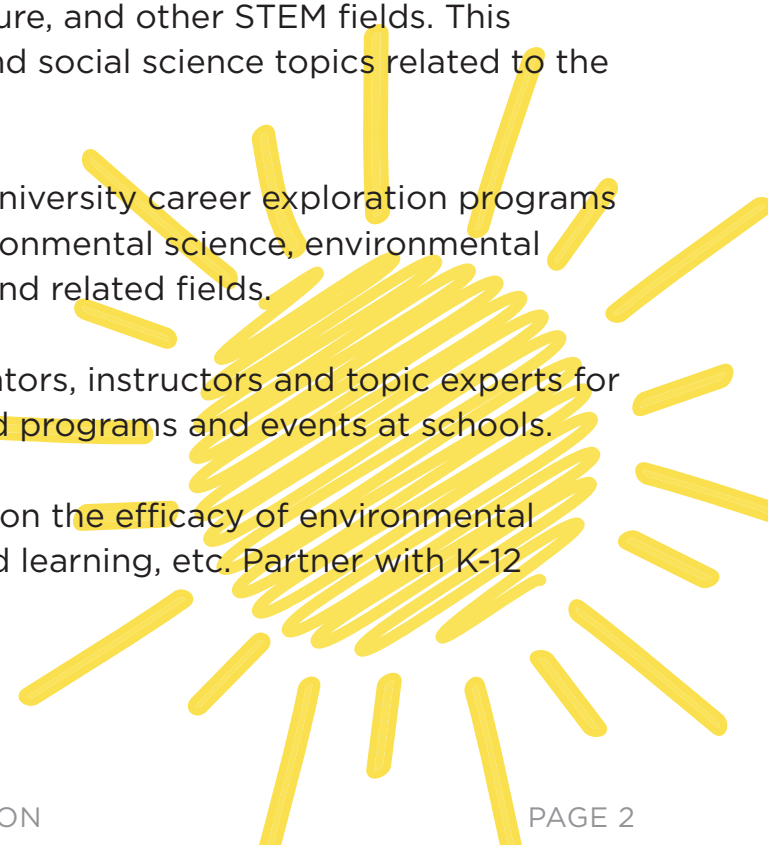 ure, and other STEM fields. This
nd social science topics related to the
niversity career exploration programs
onmental science, environmental
nd related fields.
tors, instructors and topic experts for
d programs and events at schools.
on the efficacy of environmental
d learning, etc. Partner with K-12
ON PAGE 2